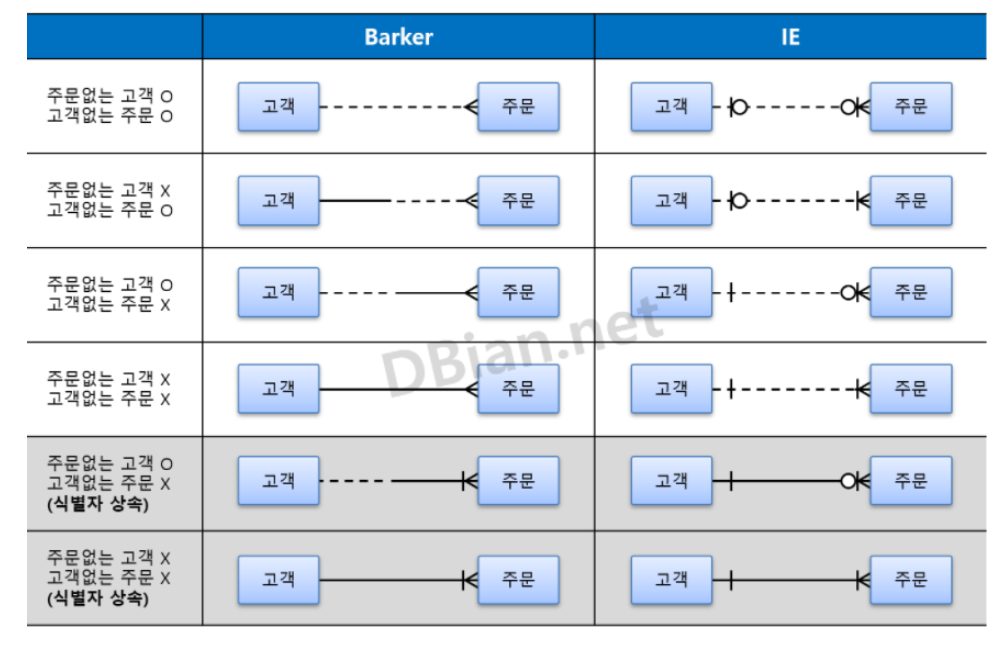 Barker IE
주문없는 고객 O
고객없는 주문 O
고객 주문 고객 주문
주문없는 고객 X
고객없는 주문 O
고객 주문 고객 주문
주문없는 고객 O
고객없는 주문 X
고객 주문 고객 주문
DBian.net
주문없는 고객 X
고객없는 주문 X
고객 주문 고객 주문
주문없는 고객 O
고객없는 주문 X
(식별자 상속)
고객 주문 고객 주문
주문없는 고객 X
고객없는 주문 X
(식별자 상속)
고객 주문 고객 주문